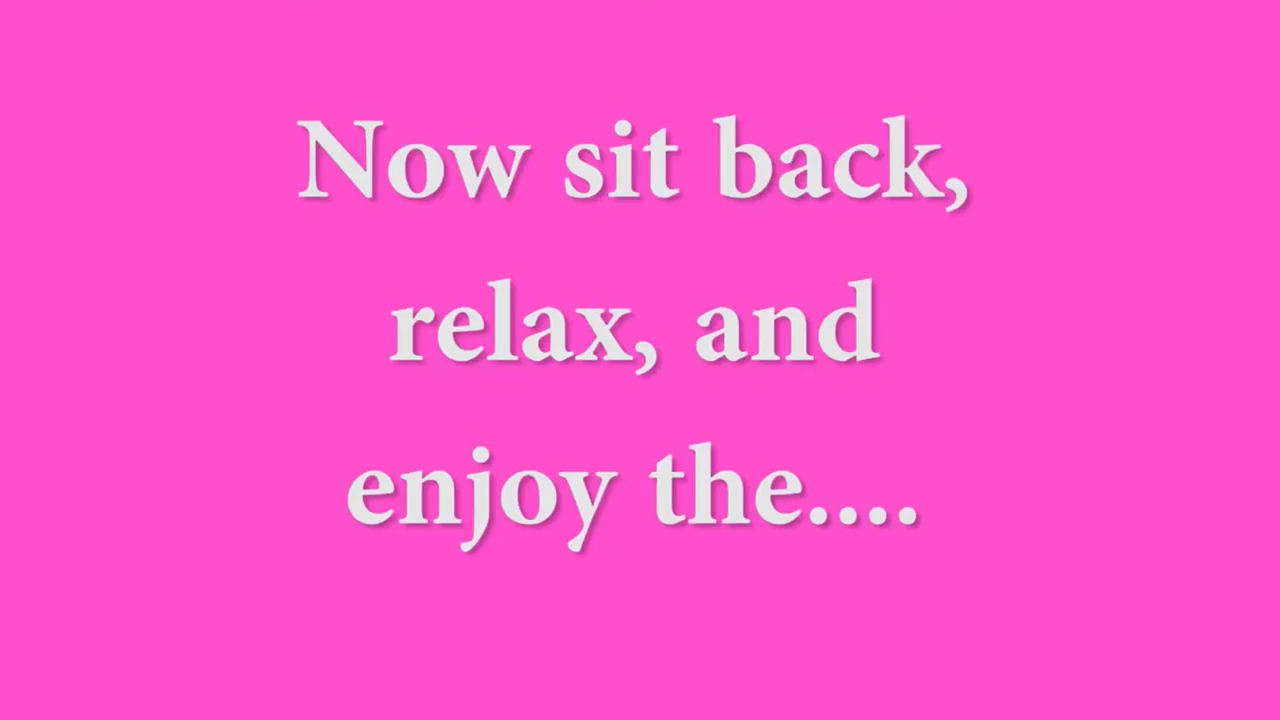 Now sit back,
relax, and
enjoy the....